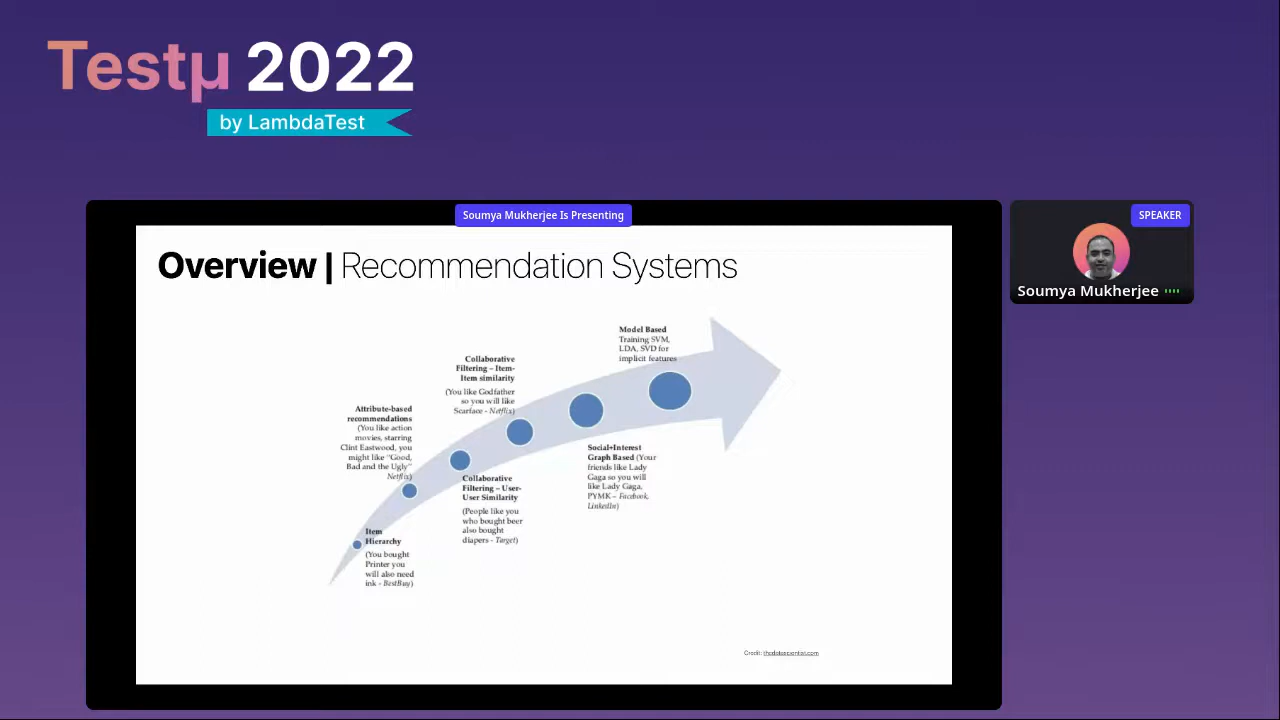 Testμ 2022
by LambdaTest
Soumya Mukherjee Is Presenting
SPEAKER
Soumya Mukherjee
Overview | Recommendation Systems
Model Based
Training SVM,
LDA, SVD for
implicit features
Collaborative
Filtering – Item-
Item similarity
(You like Godfather
so you will like
Scarface - Netflix)
Attribute-based
recommendations
(You like action
movies, starring
Clint Eastwood, you
might like "Good,
Bad and the Ugly"
Netflix)
Social+Interest
Graph Based (Your
friends like Lady
Gaga so you will
like Lady Gaga,
PYMK – Facebook,
LinkedIn)
Collaborative
Filtering – User-
User Similarity
(People like you
who bought beer
also bought
diapers - Target)
Item
Hierarchy
(You bought
Printer you
will also need
ink - BestBuy)
Credit: thedatascientist.com